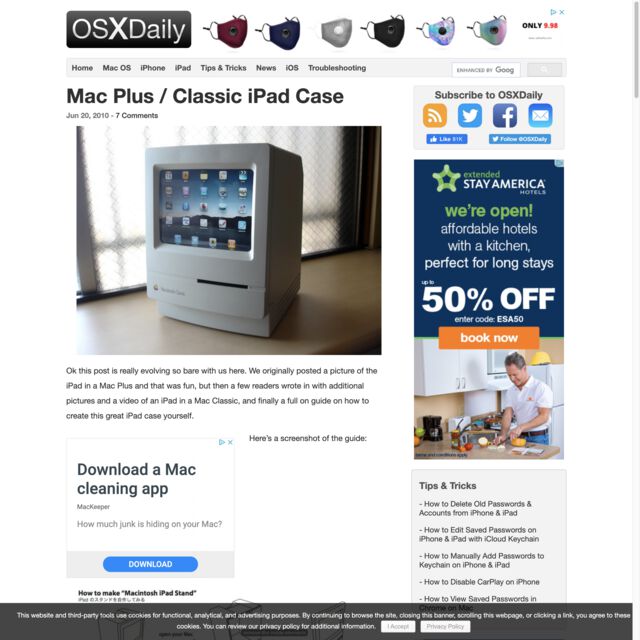 OSXDaily
ONLY 9.98
Home Mac OS iPhone iPad Tips & Tricks News iOS Troubleshooting
ENHANCED BY Google
Mac Plus / Classic iPad Case
Jun 20, 2010 - 7 Comments
Macintosh Classic
Ok this post is really evolving so bare with us here. We originally posted a picture of the
iPad in a Mac Plus and that was fun, but then a few readers wrote in with additional
pictures and a video of an iPad in a Mac Classic, and finally a full on guide on how to
create this great iPad case yourself.
Here's a screenshot of the guide:
Download a Mac
cleaning app
MacKeeper
How much junk is hiding on your Mac?
DOWNLOAD
How to make "Macintosh iPad Stand"
iPad のスタンドを自作してみる
open your Mac.
Subscribe to OSXDaily
Like 91K
Follow @OSXDaily
extended
STAY AMERICA
HOTELS
we're open!
affordable hotels
with a kitchen,
perfect for long stays
up to
50% OFF
enter code: ESA50
book now
terms and conditions apply.
Tips & Tricks
- How to Delete Old Passwords &
Accounts from iPhone & iPad
- How to Edit Saved Passwords on
iPhone & iPad with iCloud Keychain
- How to Manually Add Passwords to
Keychain on iPhone & iPad
- How to Disable CarPlay on iPhone
- How to View Saved Passwords in
Chrome on Mac
This website and third-party tools use cookies for functional, analytical, and advertising purposes. By continuing to browse the site, closing this banner, scrolling this webpage, or clicking a link, you agree to these
cookies. You can review our privacy policy for additional information. I Accept Privacy Policy